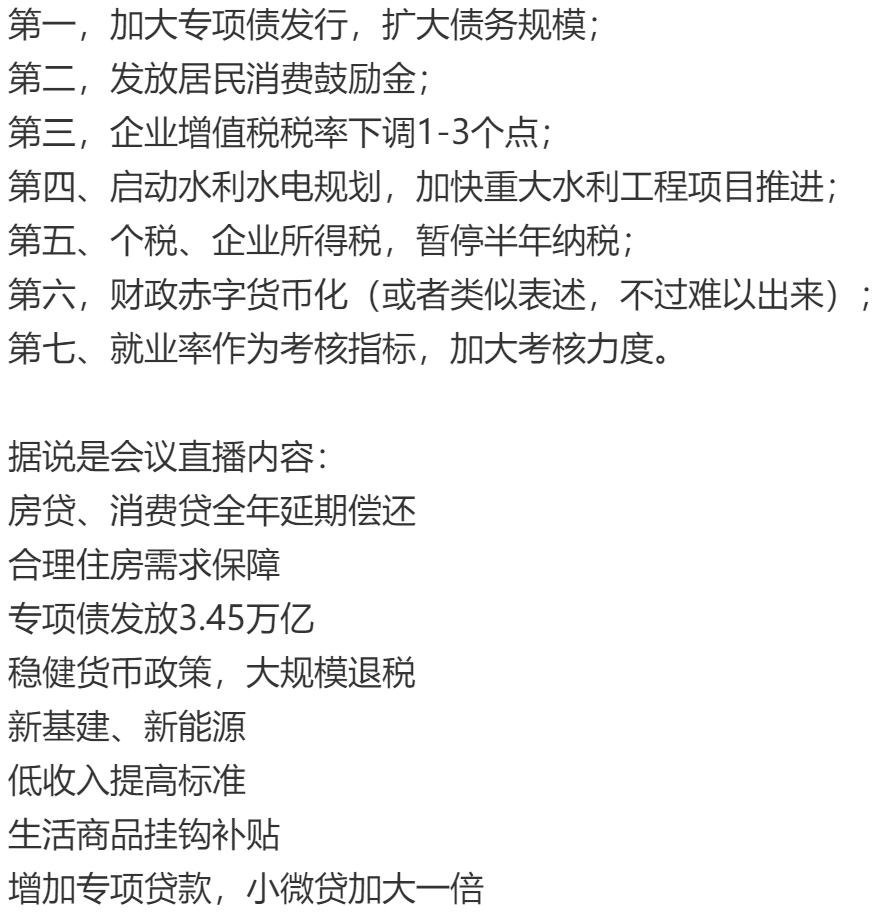 第一，加大专项债发行，扩大债务规模；
第二，发放居民消费鼓励金；
第三，企业增值税税率下调1-3个点；
第四、启动水利水电规划，加快重大水利工程项目推进；
第五、个税、企业所得税，暂停半年纳税；
第六，财政赤字货币化（或者类似表述，不过难以出来）；
第七、就业率作为考核指标，加大考核力度。
据说是会议直播内容：
房贷、消费贷全年延期偿还
合理住房需求保障
专项债发放3.45万亿
稳健货币政策，大规模退税
新基建、新能源
低收入提高标准
生活商品挂钩补贴
增加专项贷款，小微贷加大一倍